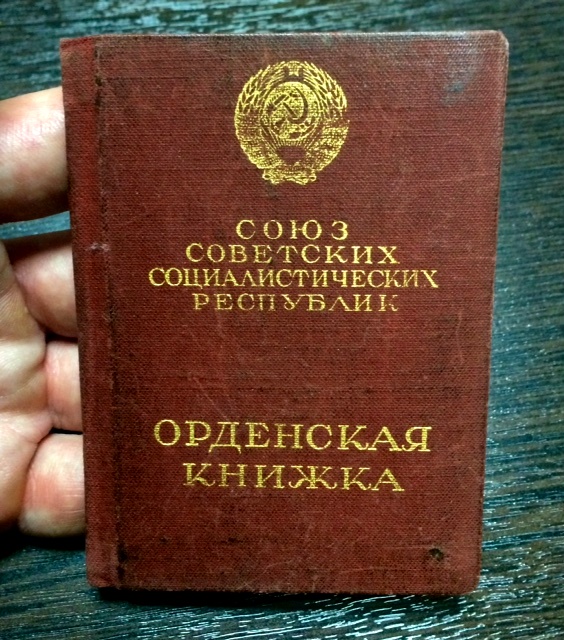 СОЮЗ
СОВЕТСКИХ
СОЦИАЛИСТИЧЕСКИХ
РЕСПУБЛИК
ОРДЕНСКАЯ
КНИЖКА